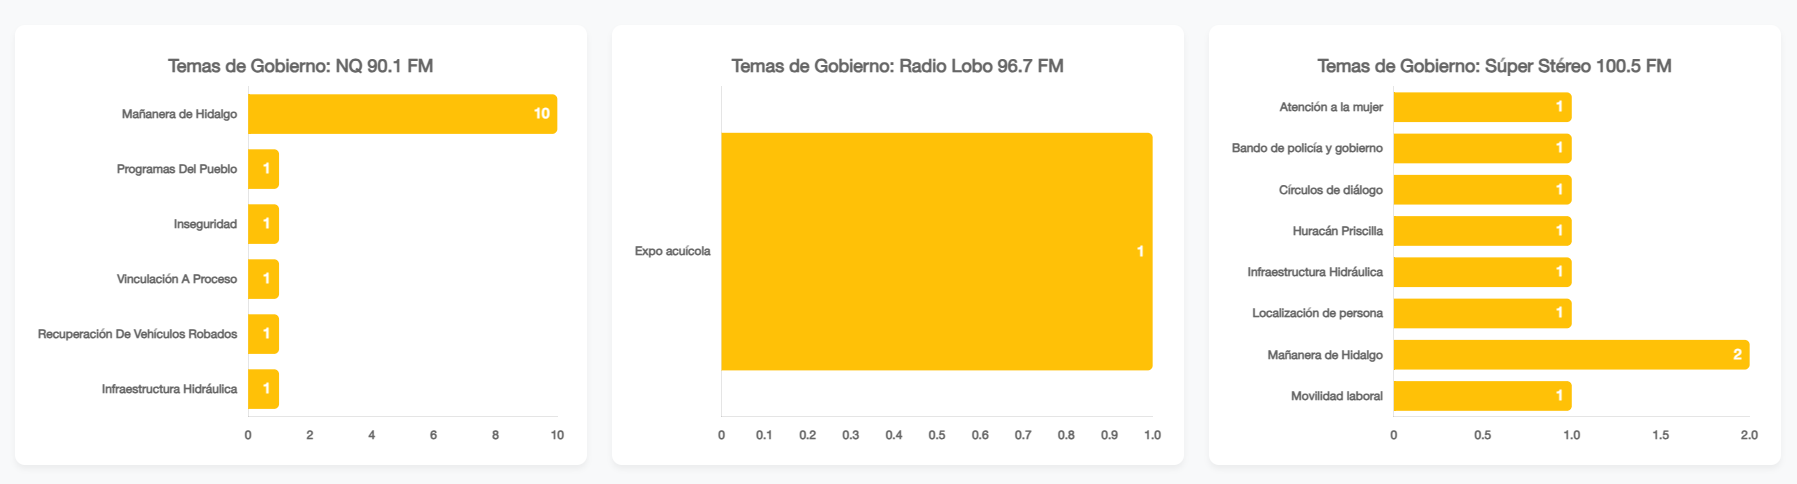 Temas de Gobierno: NQ 90.1 FM
Mañanera de Hidalgo
10
Programas Del Pueblo
1
Inseguridad
1
Vinculación A Proceso
1
Recuperación De Vehículos Robados
1
Infraestructura Hidráulica
1
0 2 4 6 8 10
Temas de Gobierno: Radio Lobo 96.7 FM
Expo acuícola
1
0 0.1 0.2 0.3 0.4 0.5 0.6 0.7 0.8 0.9 1.0
Temas de Gobierno: Súper Stéreo 100.5 FM
Atención a la mujer
1
Bando de policía y gobierno
1
Círculos de diálogo
1
Huracán Priscilla
1
Infraestructura Hidráulica
1
Localización de persona
1
Mañanera de Hidalgo
2
Movilidad laboral
1
0 0.5 1.0 1.5 2.0